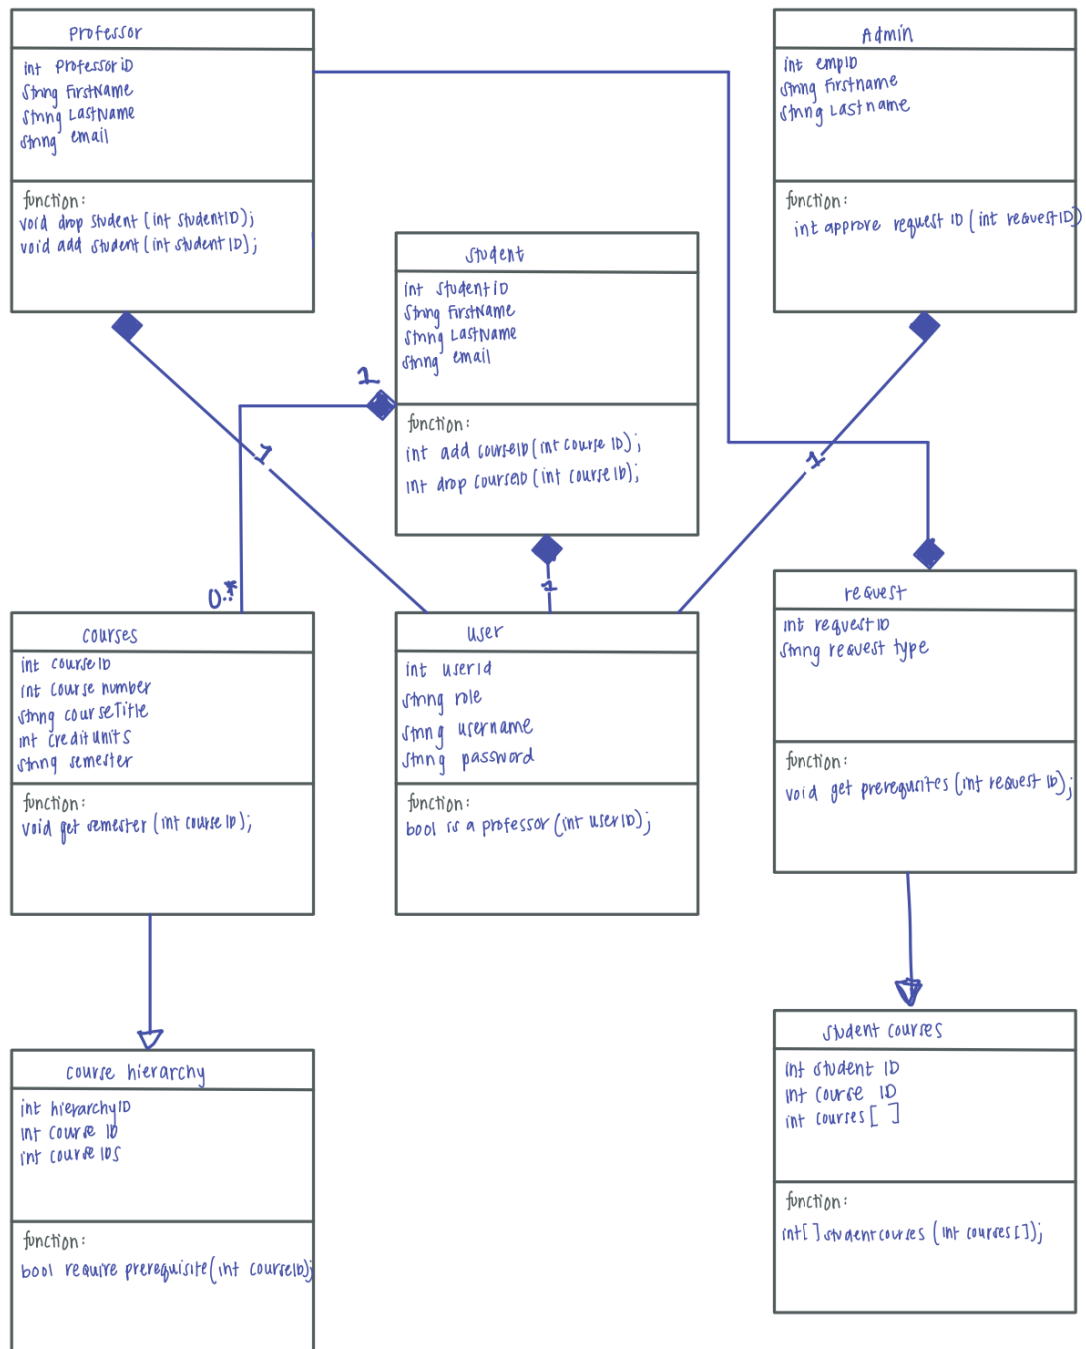 Professor
int ProfessoriD
String FirstName
String LastName
string email
function:
void drop student (int studentID);
void add student (int student ID);
Admin
int empID
String Firstname
String Lastname
function:
int approve request ID (int requestID)
student
int studentiD
String FirstName
String LastName
String email
function:
int add courseID (int course ID);
int drop courseID (int courseID);
1
1
1
1
0..*
courses
int courseID
int course number
string courseTitle
int creditunits
string semester
function:
void get semester (int course ID);
user
int userid
string role
string username
string password
function:
bool is a professor (int userID);
request
int requestID
string request type
function:
void get prerequsites (int request ID);
course hierarchy
int hierarchyID
int course ID
int course IDs
function:
bool require prerequisite (int courseID);
student courses
int student ID
int course ID
int courses [ ]
function:
int[ ] studentcourses (int courses []);